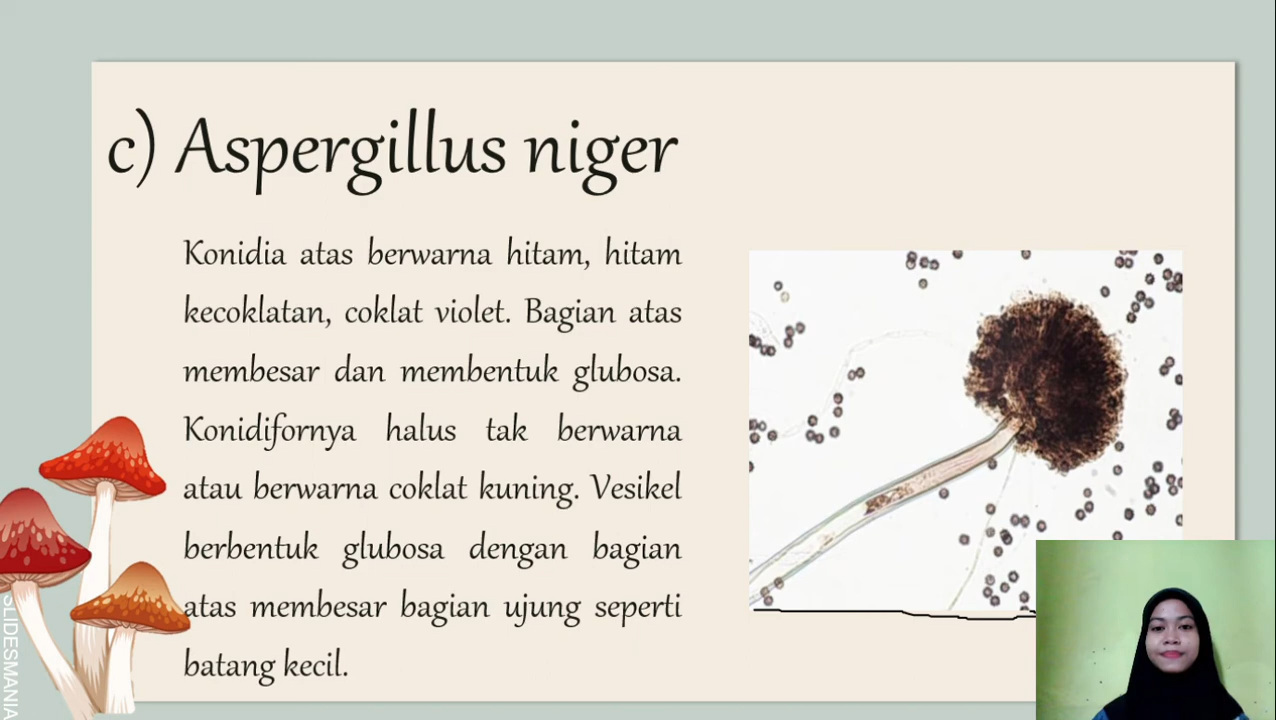 c) Aspergillus niger
Konidia atas berwarna hitam, hitam
kecoklatan, coklat violet. Bagian atas
membesar dan membentuk glubosa.
Konidifornya halus tak berwarna
atau berwarna coklat kuning. Vesikel
berbentuk glubosa dengan bagian
atas membesar bagian ujung seperti
batang kecil.
SLIDESMANIA